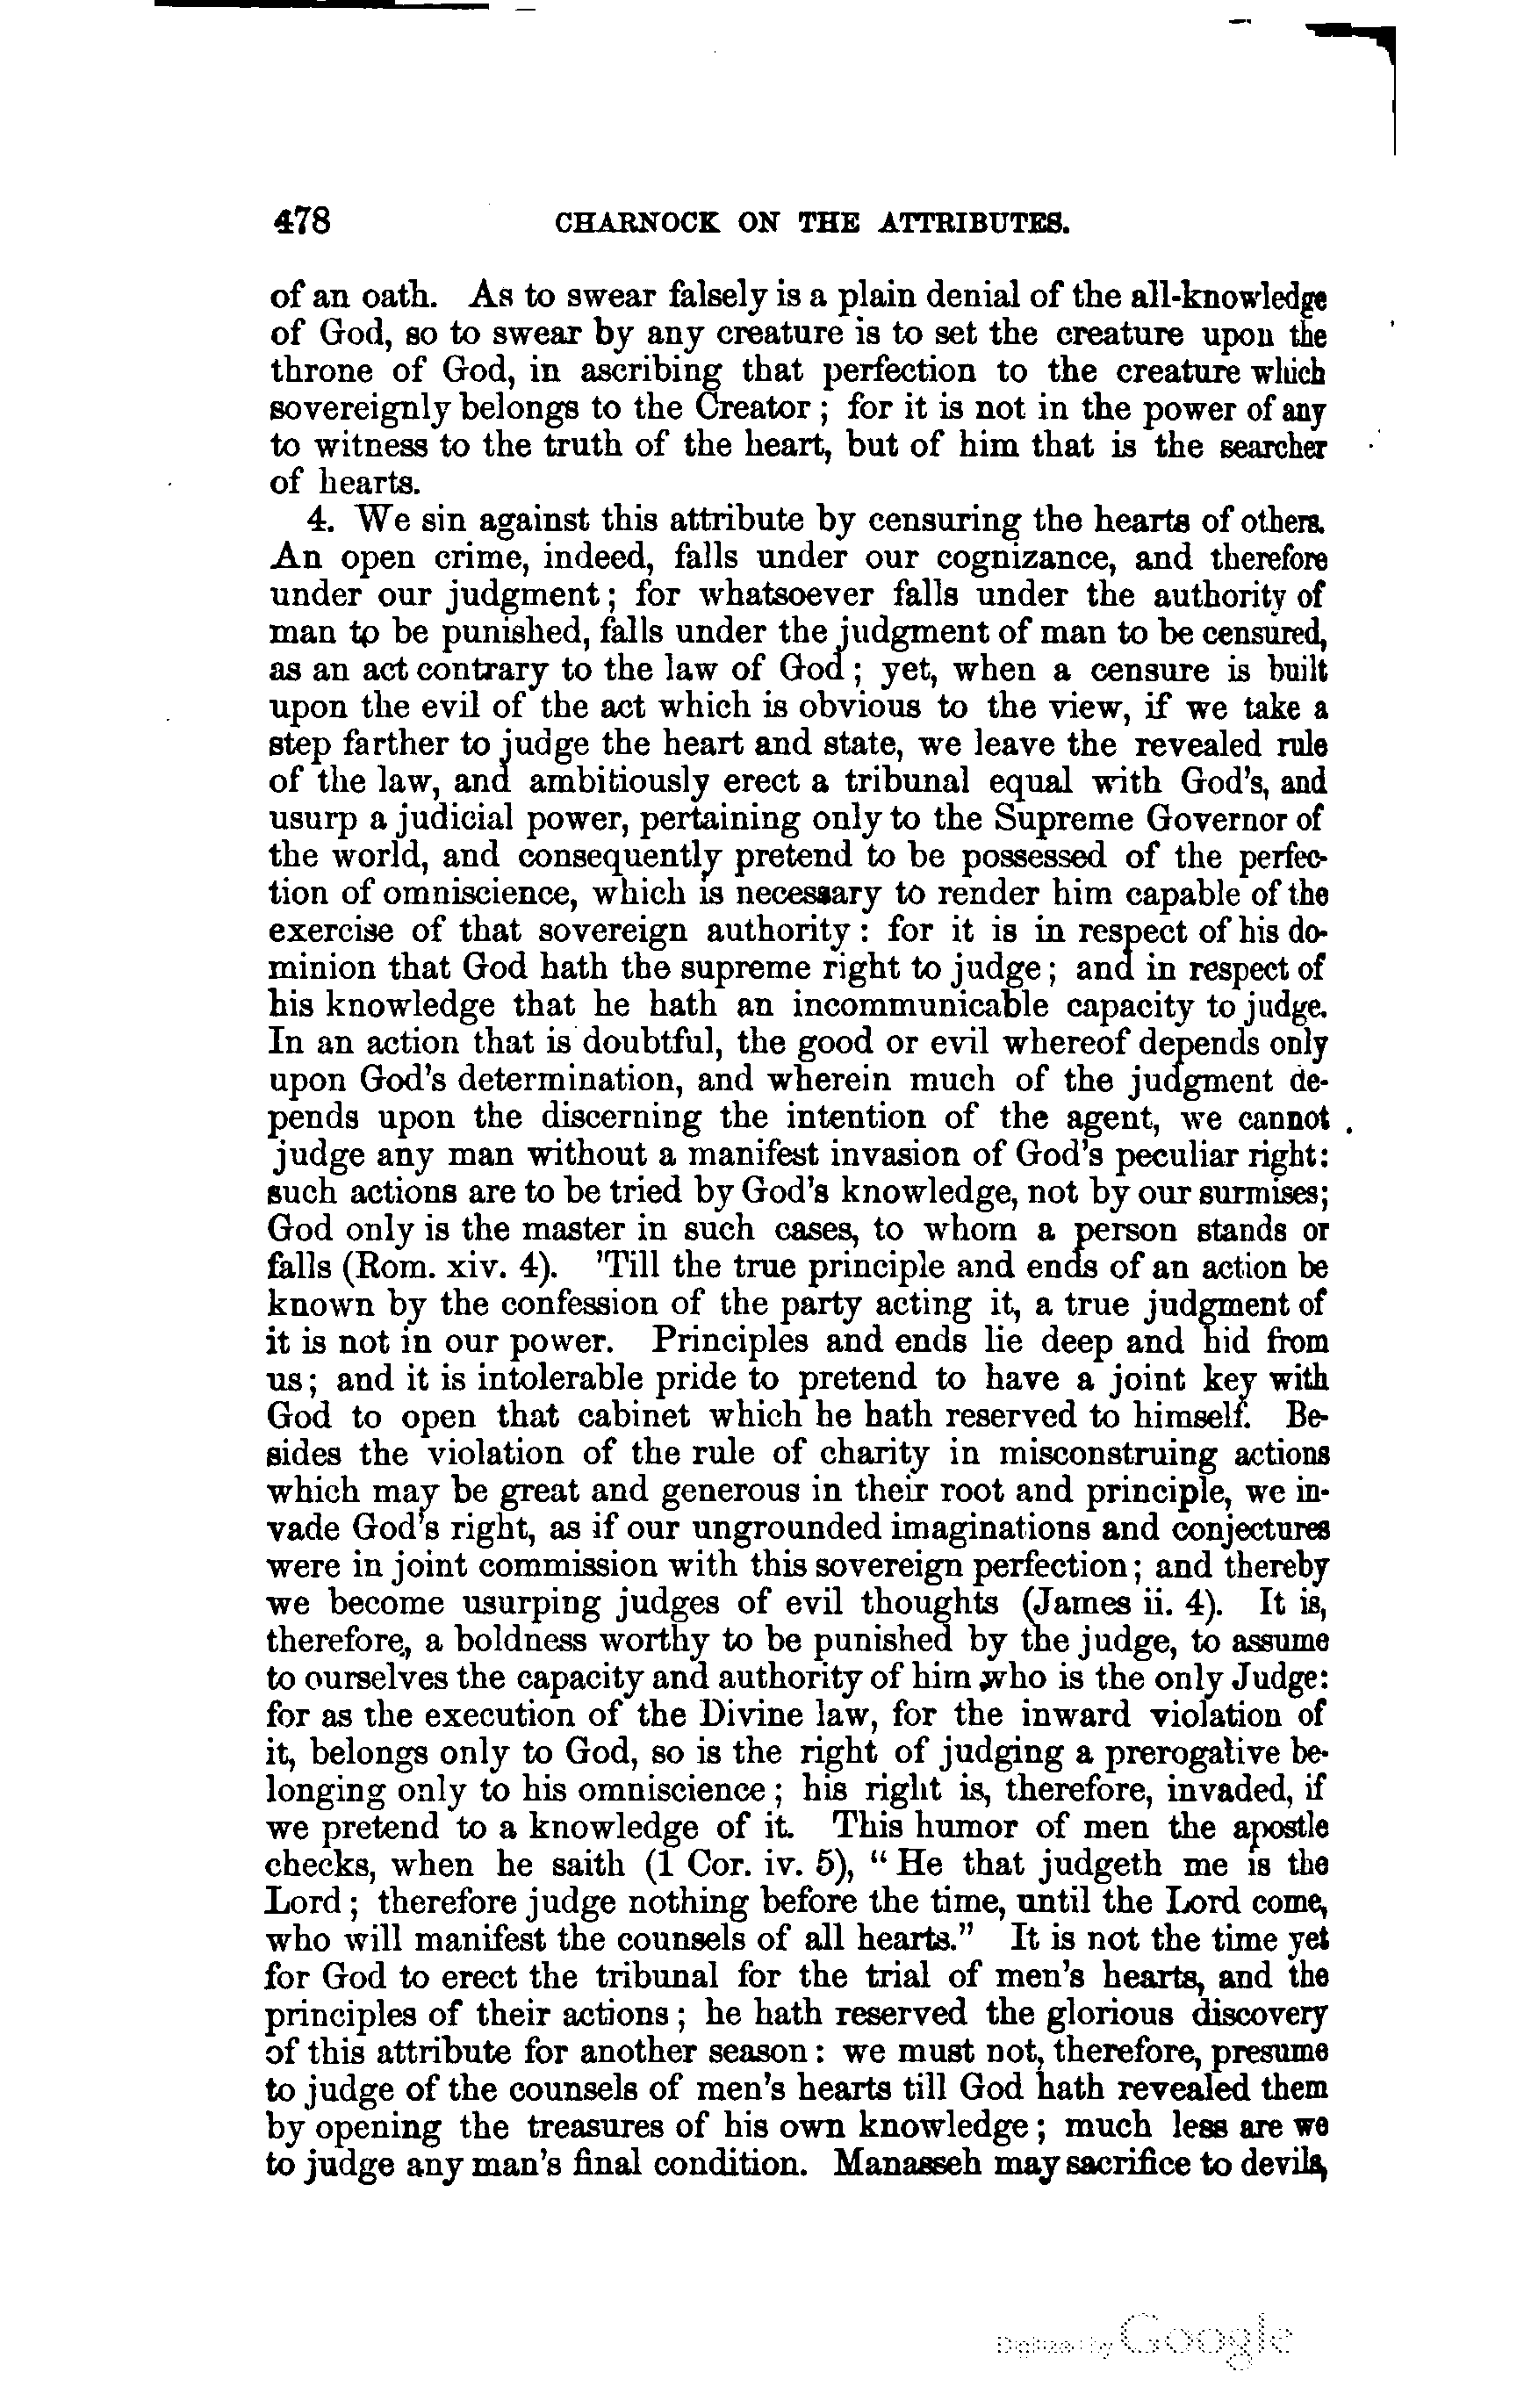 478 CHARNOCK ON THE ATTRIBUTES.
of an oath. As to swear falsely is a plain denial of the all-knowledge
of God, so to swear by any creature is to set the creature upon the
throne of God, in ascribing that perfection to the creature which
sovereignly belongs to the Creator; for it is not in the power of any
to witness to the truth of the heart, but of him that is the searcher
of hearts.
4. We sin against this attribute by censuring the hearts of others.
An open crime, indeed, falls under our cognizance, and therefore
under our judgment; for whatsoever falls under the authority of
man to be punished, falls under the judgment of man to be censured,
as an act contrary to the law of God; yet, when a censure is built
upon the evil of the act which is obvious to the view, if we take a
step farther to judge the heart and state, we leave the revealed rule
of the law, and ambitiously erect a tribunal equal with God's, and
usurp a judicial power, pertaining only to the Supreme Governor of
the world, and consequently pretend to be possessed of the perfec-
tion of omniscience, which is necessary to render him capable of the
exercise of that sovereign authority: for it is in respect of his do-
minion that God hath the supreme right to judge; and in respect of
his knowledge that he hath an incommunicable capacity to judge.
In an action that is doubtful, the good or evil whereof depends only
upon God's determination, and wherein much of the judgment de-
pends upon the discerning the intention of the agent, we cannot
judge any man without a manifest invasion of God's peculiar right:
such actions are to be tried by God's knowledge, not by our surmises;
God only is the master in such cases, to whom a person stands or
falls (Rom. xiv. 4). 'Till the true principle and ends of an action be
known by the confession of the party acting it, a true judgment of
it is not in our power. Principles and ends lie deep and hid from
us; and it is intolerable pride to pretend to have a joint key with
God to open that cabinet which he hath reserved to himself. Be-
sides the violation of the rule of charity in misconstruing actions
which may be great and generous in their root and principle, we in-
vade God's right, as if our ungrounded imaginations and conjectures
were in joint commission with this sovereign perfection; and thereby
we become usurping judges of evil thoughts (James ii. 4). It is,
therefore, a boldness worthy to be punished by the judge, to assume
to ourselves the capacity and authority of him who is the only Judge:
for as the execution of the Divine law, for the inward violation of
it, belongs only to God, so is the right of judging a prerogative be-
longing only to his omniscience; his right is, therefore, invaded, if
we pretend to a knowledge of it. This humor of men the apostle
checks, when he saith (1 Cor. iv. 5), "He that judgeth me is the
Lord; therefore judge nothing before the time, until the Lord come,
who will manifest the counsels of all hearts." It is not the time yet
for God to erect the tribunal for the trial of men's hearts, and the
principles of their actions; he hath reserved the glorious discovery
of this attribute for another season: we must not, therefore, presume
to judge of the counsels of men's hearts till God hath revealed them
by opening the treasures of his own knowledge; much less are we
to judge any man's final condition. Manasseh may sacrifice to devils,
Digitized by Google